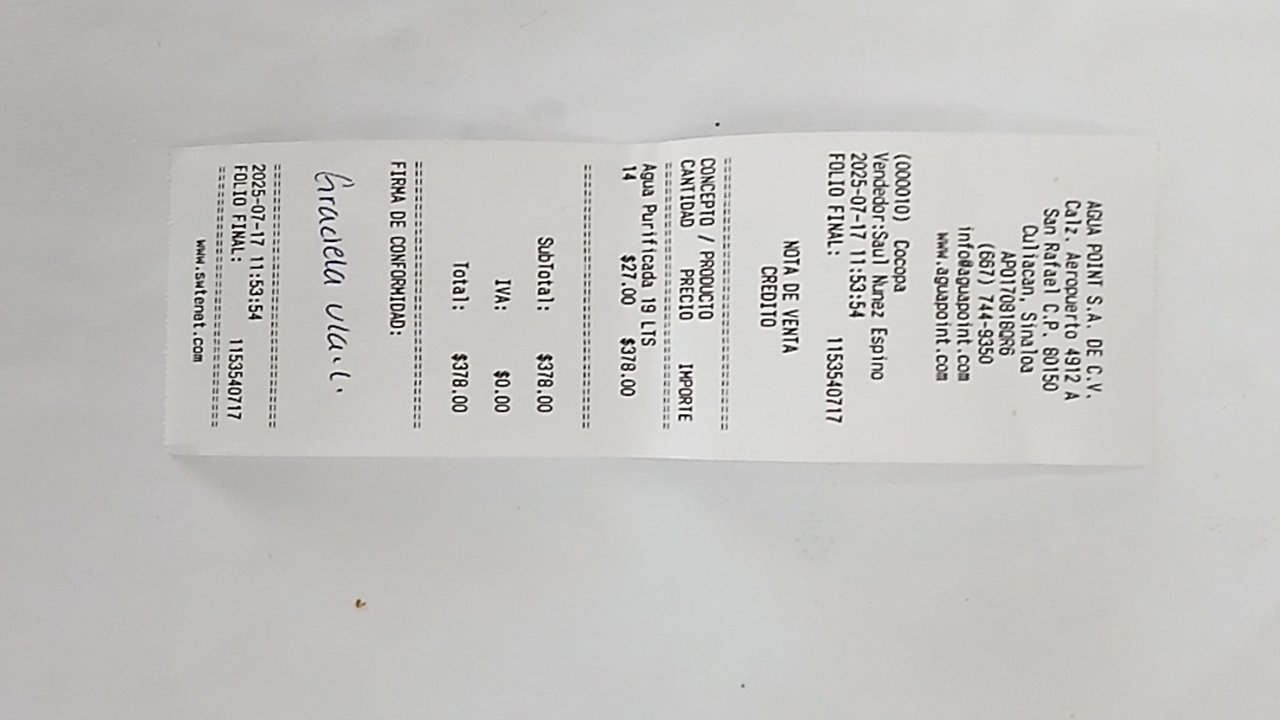 AGUA POINT S.A. DE C.V.
Calz. Aeropuerto 4912 A
San Rafael C.P. 80150
Culiacan, Sinaloa
APO170818QR6
(667) 744-9350
info@aguapoint.com
www.aguapoint.com
((000010) Cocopa
Vendedor:Saul Nunez Espino
2025-07-17 11:53:54
FOLIO FINAL: 1153540717
NOTA DE VENTA
CREDITO
CONCEPTO / PRODUCTO
CANTIDAD PRECIO IMPORTE
Agua Purificada 19 LTS
14 $27.00 $378.00
SubTotal: $378.00
IVA: $0.00
Total: $378.00
FIRMA DE CONFORMIDAD:
Graciela
2025-07-17 11:53:54
FOLIO FINAL: 1153540717
www.swtenet.com